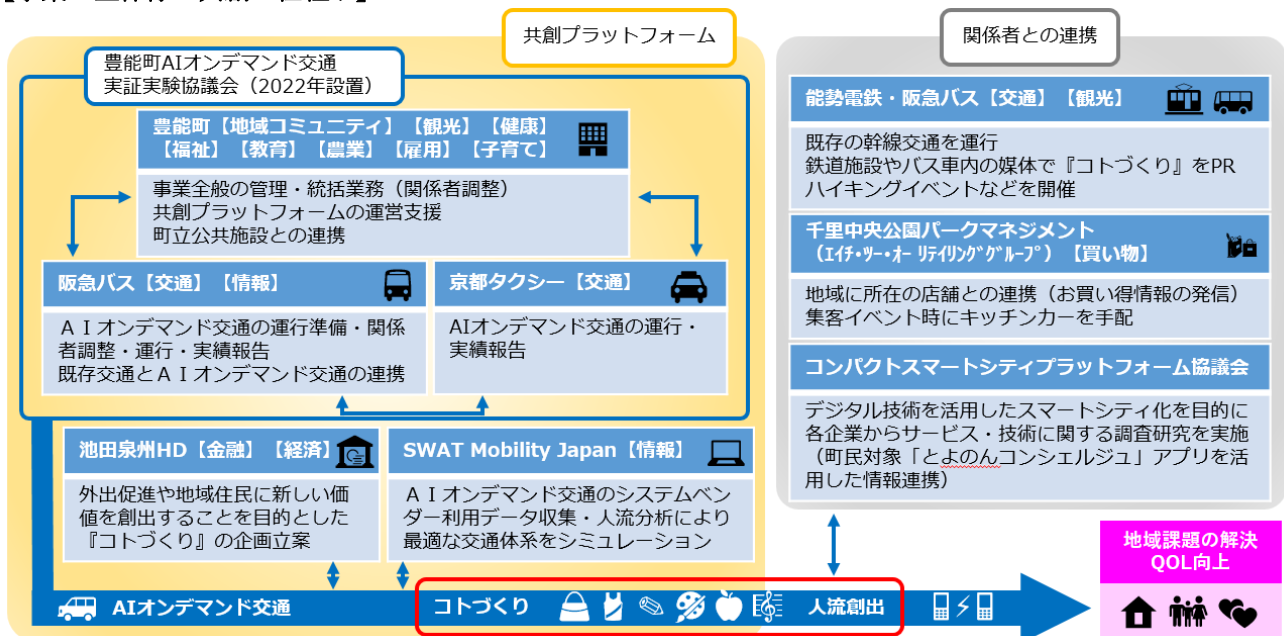 共創プラットフォーム
関係者との連携
豊能町AIオンデマンド交通
実証実験協議会（2022年設置）
豊能町【地域コミュニティ】【観光】【健康】
【福祉】【教育】【農業】【雇用】【子育て】
事業全般の管理・統括業務（関係者調整）
共創プラットフォームの運営支援
町立公共施設との連携
阪急バス【交通】【情報】
ＡＩオンデマンド交通の運行準備・関係
者調整・運行・実績報告
既存交通とＡＩオンデマンド交通の連携
京都タクシー【交通】
AIオンデマンド交通の運行・
実績報告
池田泉州HD【金融】【経済】
外出促進や地域住民に新しい価
値を創出することを目的とした
『コトづくり』の企画立案
SWAT Mobility Japan【情報】
ＡＩオンデマンド交通のシステムベン
ダー利用データ収集・人流分析により
最適な交通体系をシミュレーション
能勢電鉄・阪急バス【交通】【観光】
既存の幹線交通を運行
鉄道施設やバス車内の媒体で『コトづくり』をPR
ハイキングイベントなどを開催
千里中央公園パークマネジメント
（ｴｲﾁ・ﾂｰ・ｵｰ ﾘﾃｲﾘﾝｸﾞｸﾞﾙｰﾌﾟ）【買い物】
地域に所在の店舗との連携（お買い得情報の発信）
集客イベント時にキッチンカーを手配
コンパクトスマートシティプラットフォーム協議会
デジタル技術を活用したスマートシティ化を目的に
各企業からサービス・技術に関する調査研究を実施
（町民対象「とよのんコンシェルジュ」アプリを活
用した情報連携）
AIオンデマンド交通
コトづくり
人流創出
地域課題の解決
QOL向上